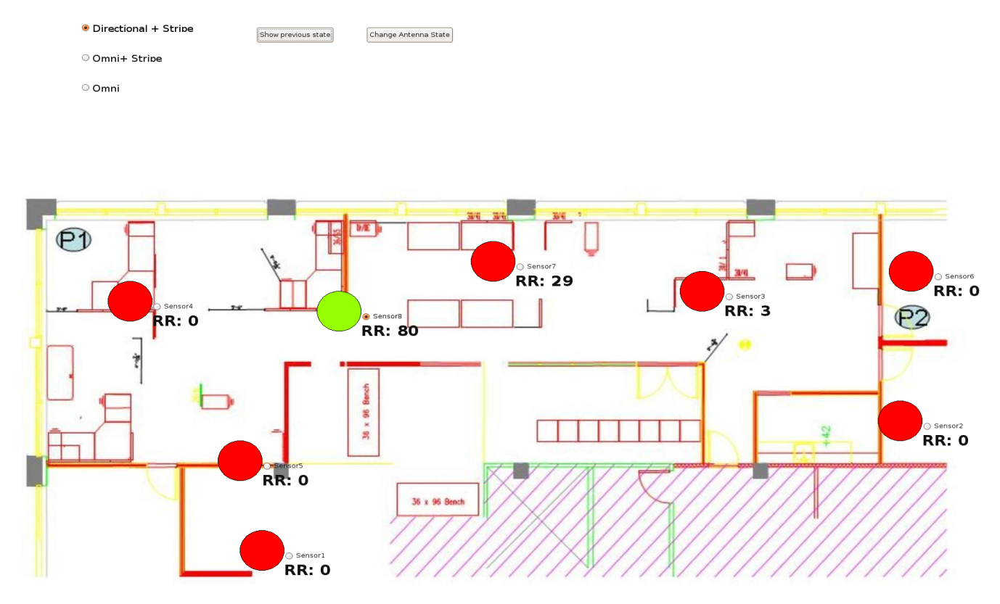 Directional + Stripe
Show previous state
Change Antenna State
Omni+ Stripe
Omni
P1
Sensor7
RR: 29
Sensor6
RR: 0
Sensor3
RR: 3
Sensor4
RR: 0
Sensor8
RR: 80
P2
36 x 96 Bench
Sensor2
RR: 0
+42
Sensor5
RR: 0
36 x 96 Bench
Sensor1
RR: 0